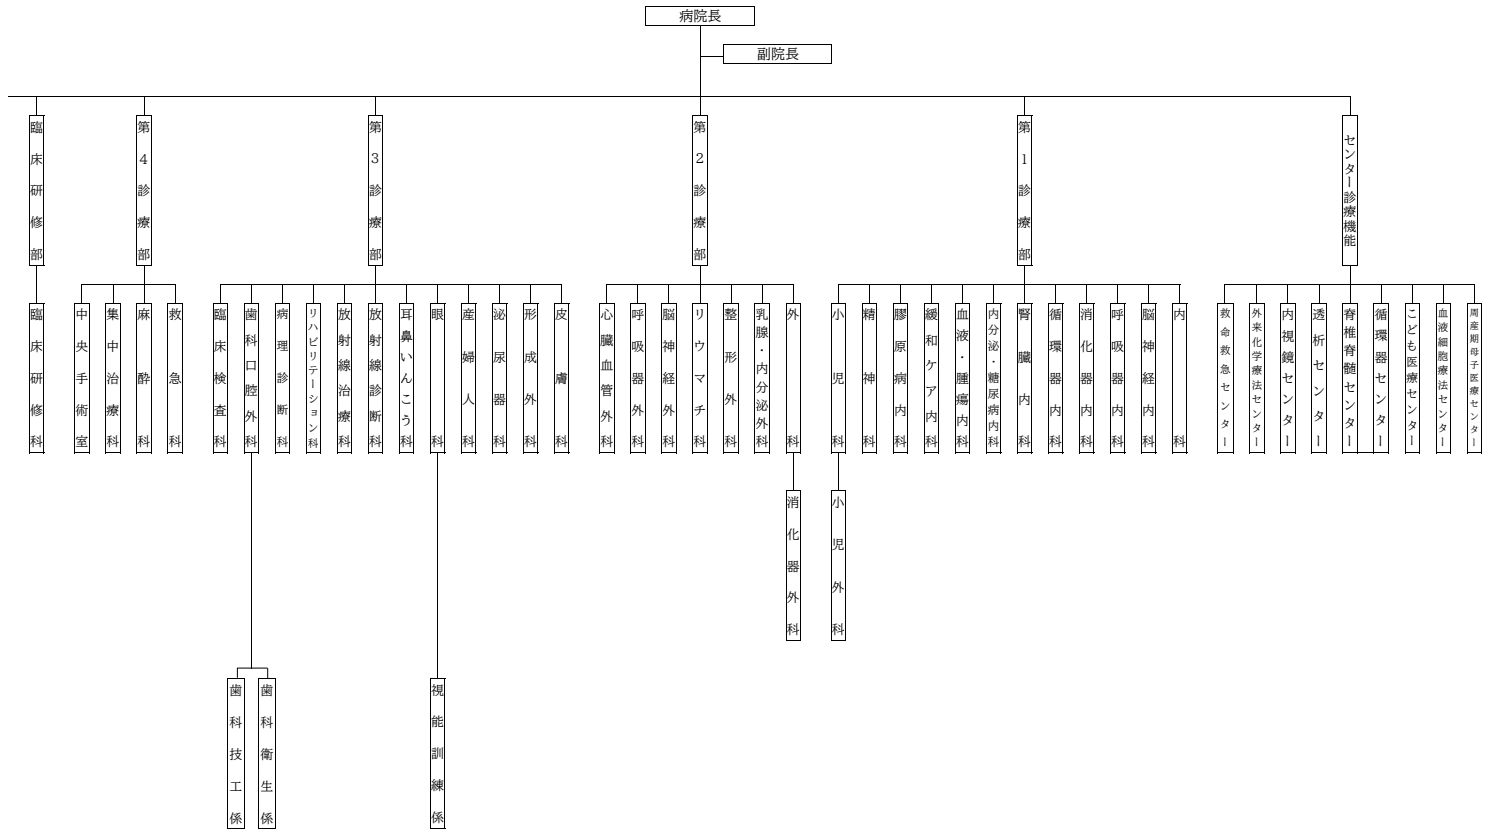 病院長
副院長
臨床研修部
第４診療部
第３診療部
第２診療部
第１診療部
センター診療機能
臨床研修科
中央手術室
集中治療科
麻酔科
救急科
臨床検査科
歯科口腔外科
病理診断科
リハビリテーション科
放射線治療科
放射線診断科
耳鼻いんこう科
眼科
産婦人科
泌尿器科
形成外科
皮膚科
心臓血管外科
呼吸器外科
脳神経外科
リウマチ科
整形外科
乳腺・内分泌外科
外科
小児科
精神科
膠原病内科
緩和ケア内科
血液・腫瘍内科
内分泌・糖尿病内科
腎臓内科
循環器内科
消化器内科
呼吸器内科
脳神経内科
内科
救命救急センター
外来化学療法センター
内視鏡センター
透析センター
脊椎脊髄センター
循環器センター
こども医療センター
血液細胞療法センター
周産期母子医療センター
消化器外科
小児外科
歯科技工係
歯科衛生係
視能訓練係